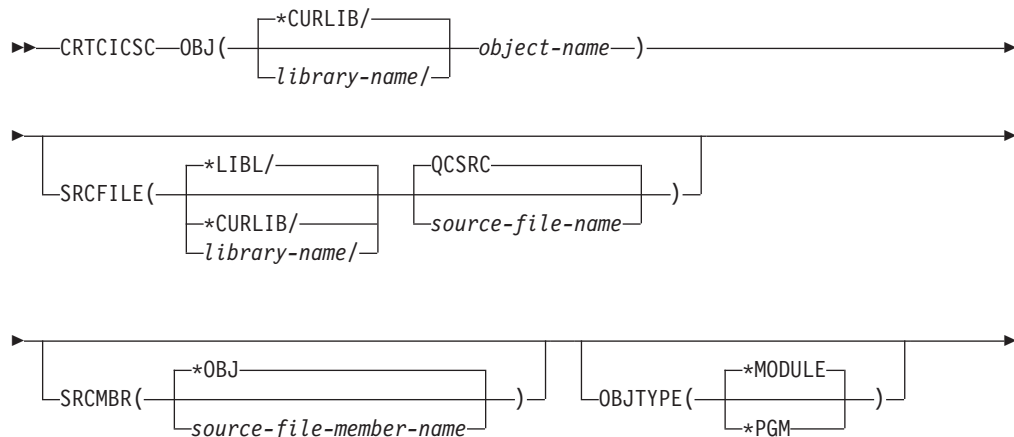 *CURLIB/
CRTCICSC OBJ( object-name )
library-name/
*LIBL/ QCSRC
SRCFILE( )
*CURLIB/ source-file-name
library-name/
*OBJ *MODULE
SRCMBR( ) OBJTYPE( )
source-file-member-name *PGM